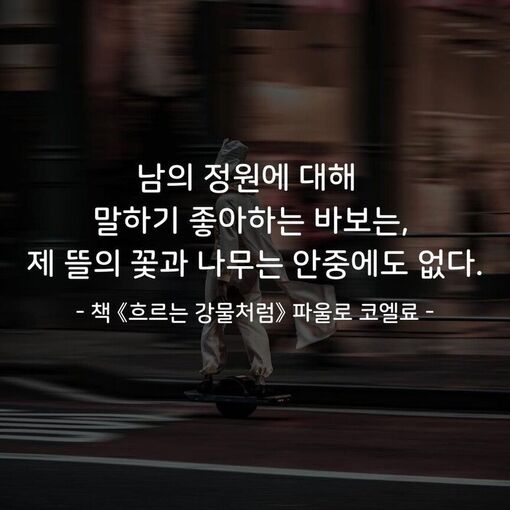 남의 정원에 대해
말하기 좋아하는 바보는,
제 뜰의 꽃과 나무는 안중에도 없다.
- 책 《흐르는 강물처럼》 파울로 코엘료 -